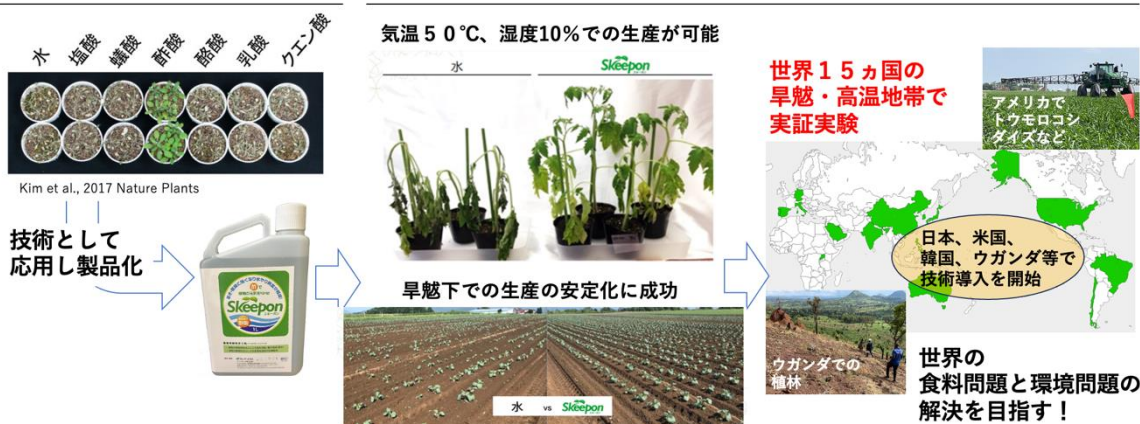 水
塩酸
蟻酸
酢酸
酪酸
乳酸
クエン酸
Kim et al., 2017 Nature Plants
技術として
応用し製品化
Skeepon
気温５０℃、湿度10%での生産が可能
水
Skeepon
旱魃下での生産の安定化に成功
水 vs Skeepon
世界１５ヵ国の
旱魃・高温地帯で
実証実験
アメリカで
トウモロコシ
ダイズなど
日本、米国、
韓国、ウガンダ等で
技術導入を開始
ウガンダでの
植林
世界の
食料問題と環境問題の
解決を目指す！